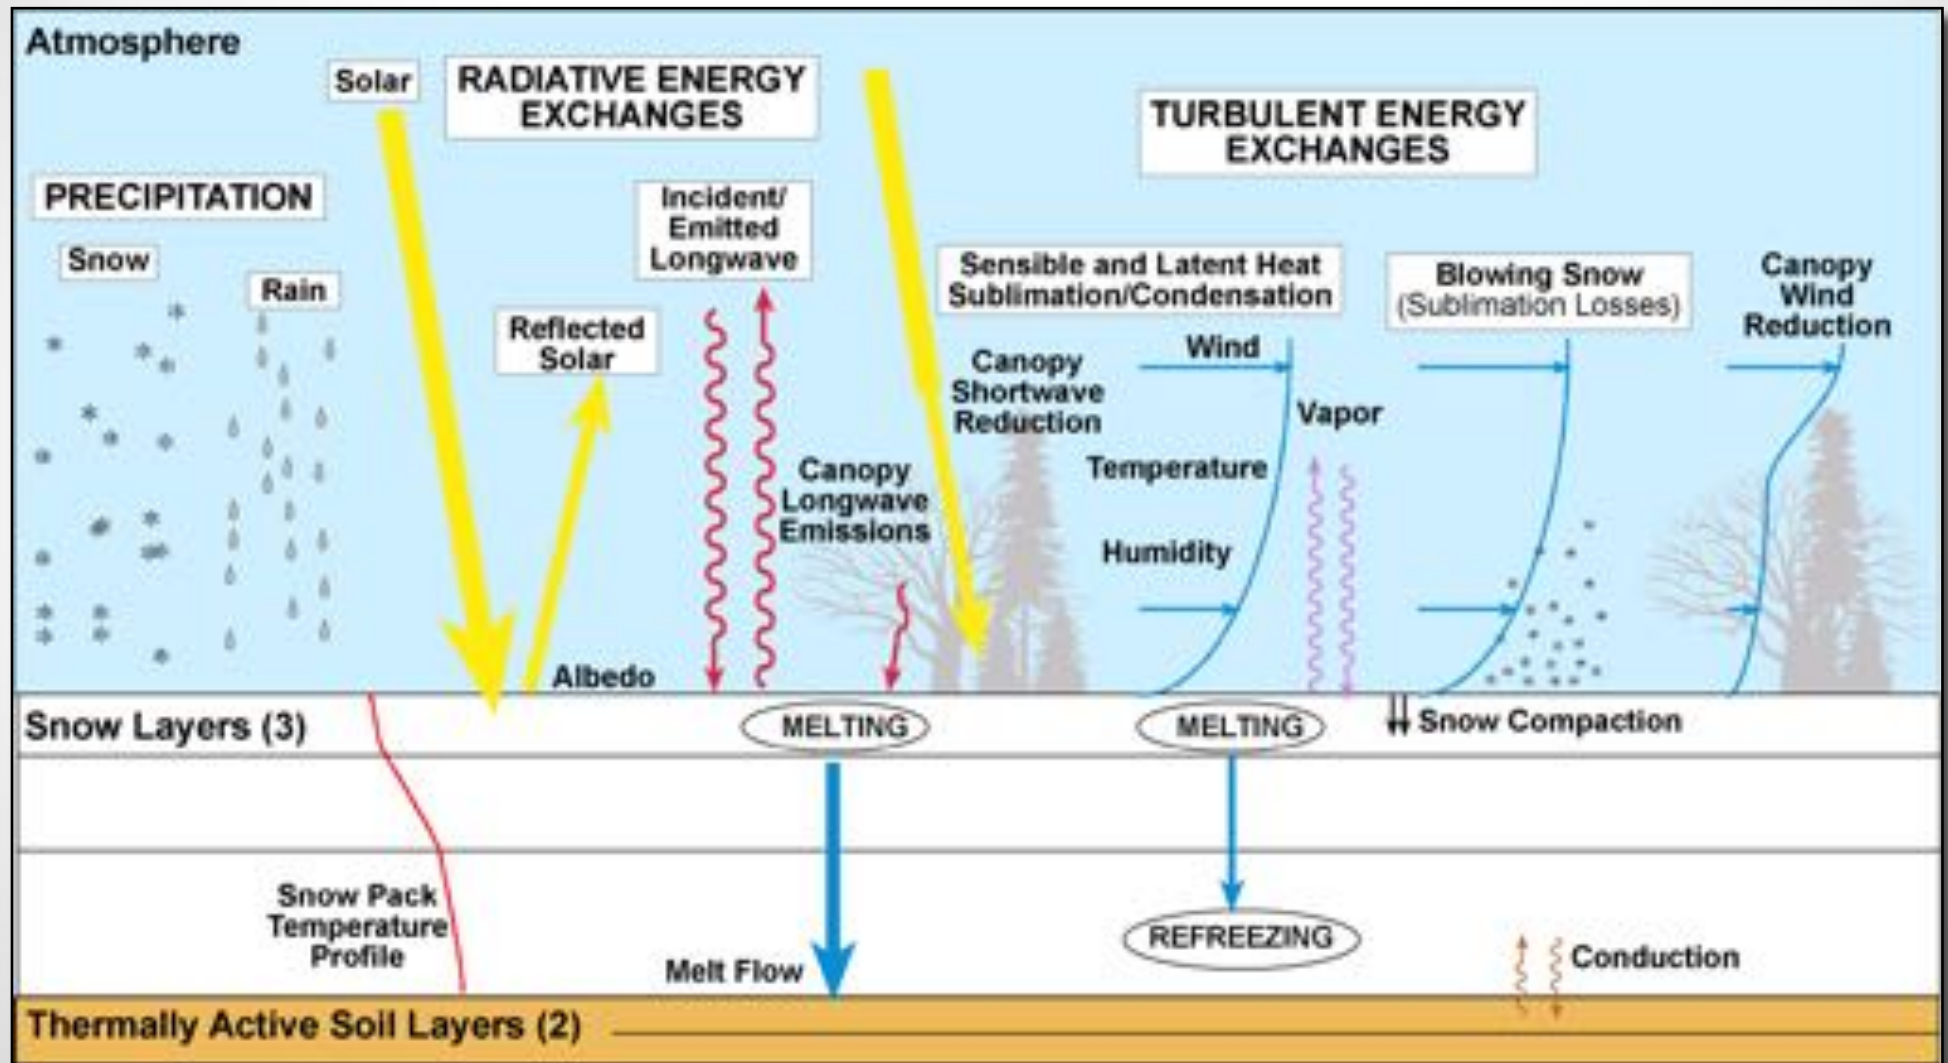 Atmosphere
Solar
RADIATIVE ENERGY
EXCHANGES
TURBULENT ENERGY
EXCHANGES
PRECIPITATION
Snow
Rain
Incident/
Emitted
Longwave
Reflected
Solar
Sensible and Latent Heat
Sublimation/Condensation
Blowing Snow
(Sublimation Losses)
Canopy
Wind
Reduction
Canopy
Shortwave
Reduction
Wind
Vapor
Temperature
Humidity
Canopy
Longwave
Emissions
Albedo
Snow Layers (3)
MELTING
MELTING
Snow Compaction
Snow Pack
Temperature
Profile
Melt Flow
REFREEZING
Conduction
Thermally Active Soil Layers (2)